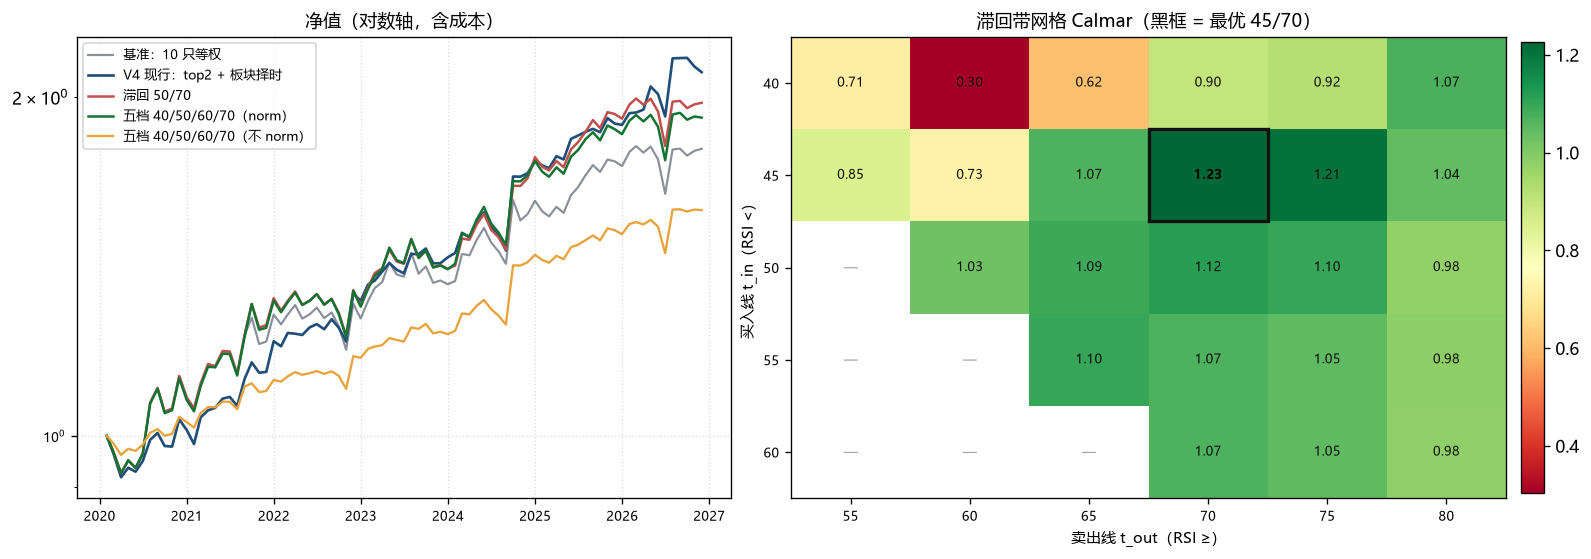 净值（对数轴，含成本）
2 × 10⁰
10⁰
基准：10 只等权
V4 现行：top2 + 板块择时
滞回 50/70
五档 40/50/60/70（norm）
五档 40/50/60/70（不 norm）
2020 2021 2022 2023 2024 2025 2026 2027
滞回带网格 Calmar（黑框 = 最优 45/70）
买入线 t_in（RSI <）
40 0.71 0.30 0.62 0.90 0.92 1.07
45 0.85 0.73 1.07 1.23 1.21 1.04
50 — 1.03 1.09 1.12 1.10 0.98
55 — — 1.10 1.07 1.05 0.98
60 — — — 1.07 1.05 0.98
55 60 65 70 75 80
卖出线 t_out（RSI ≥）
1.2
1.0
0.8
0.6
0.4